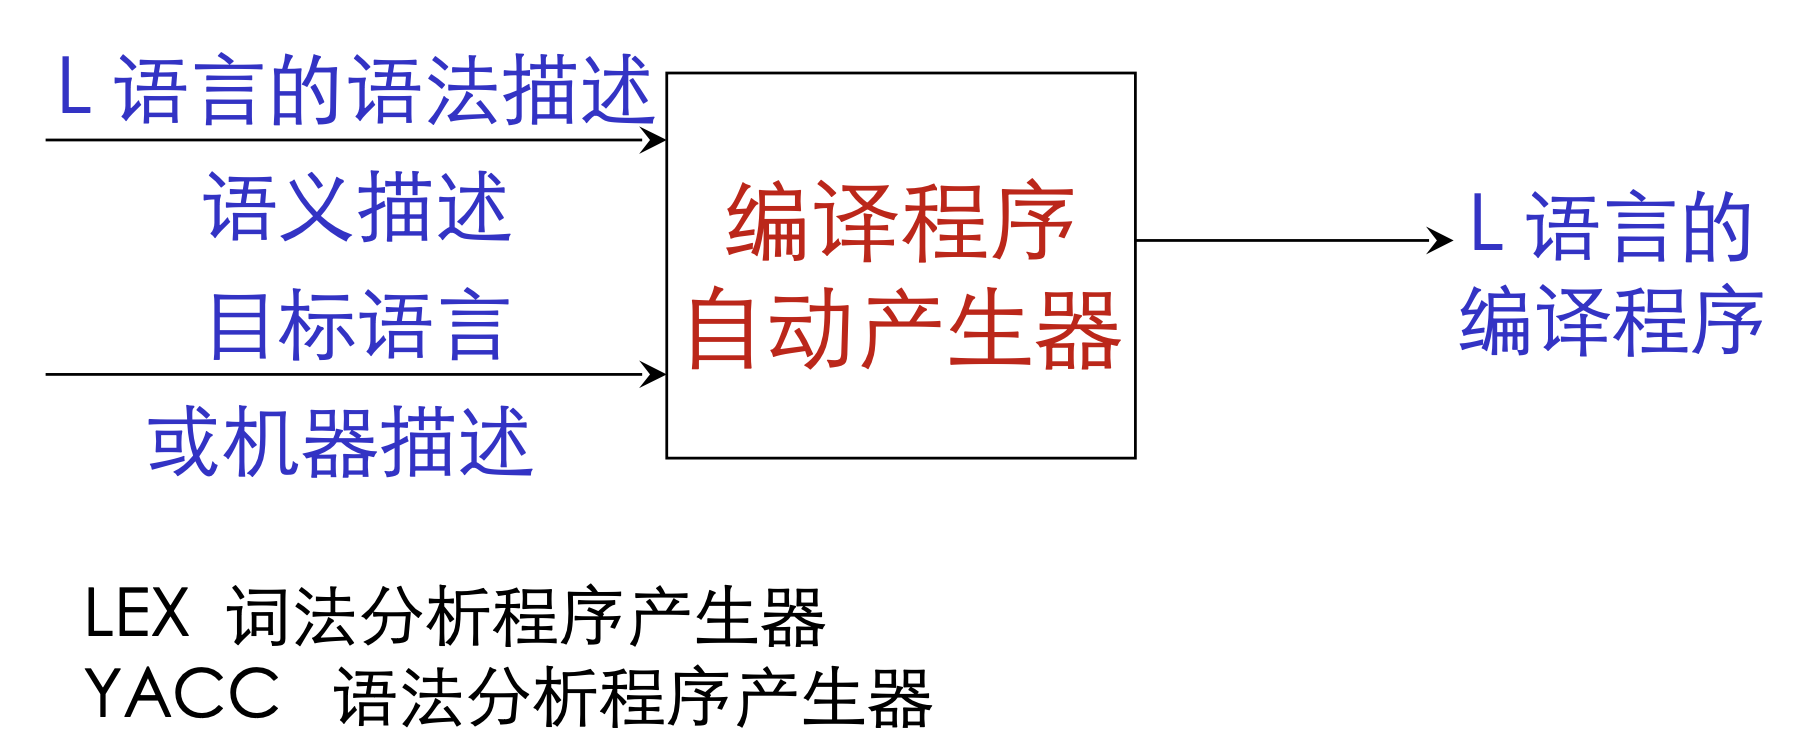 L 语言的语法描述
语义描述
目标语言
或机器描述
编译程序
自动产生器
L 语言的
编译程序
LEX 词法分析程序产生器
YACC 语法分析程序产生器